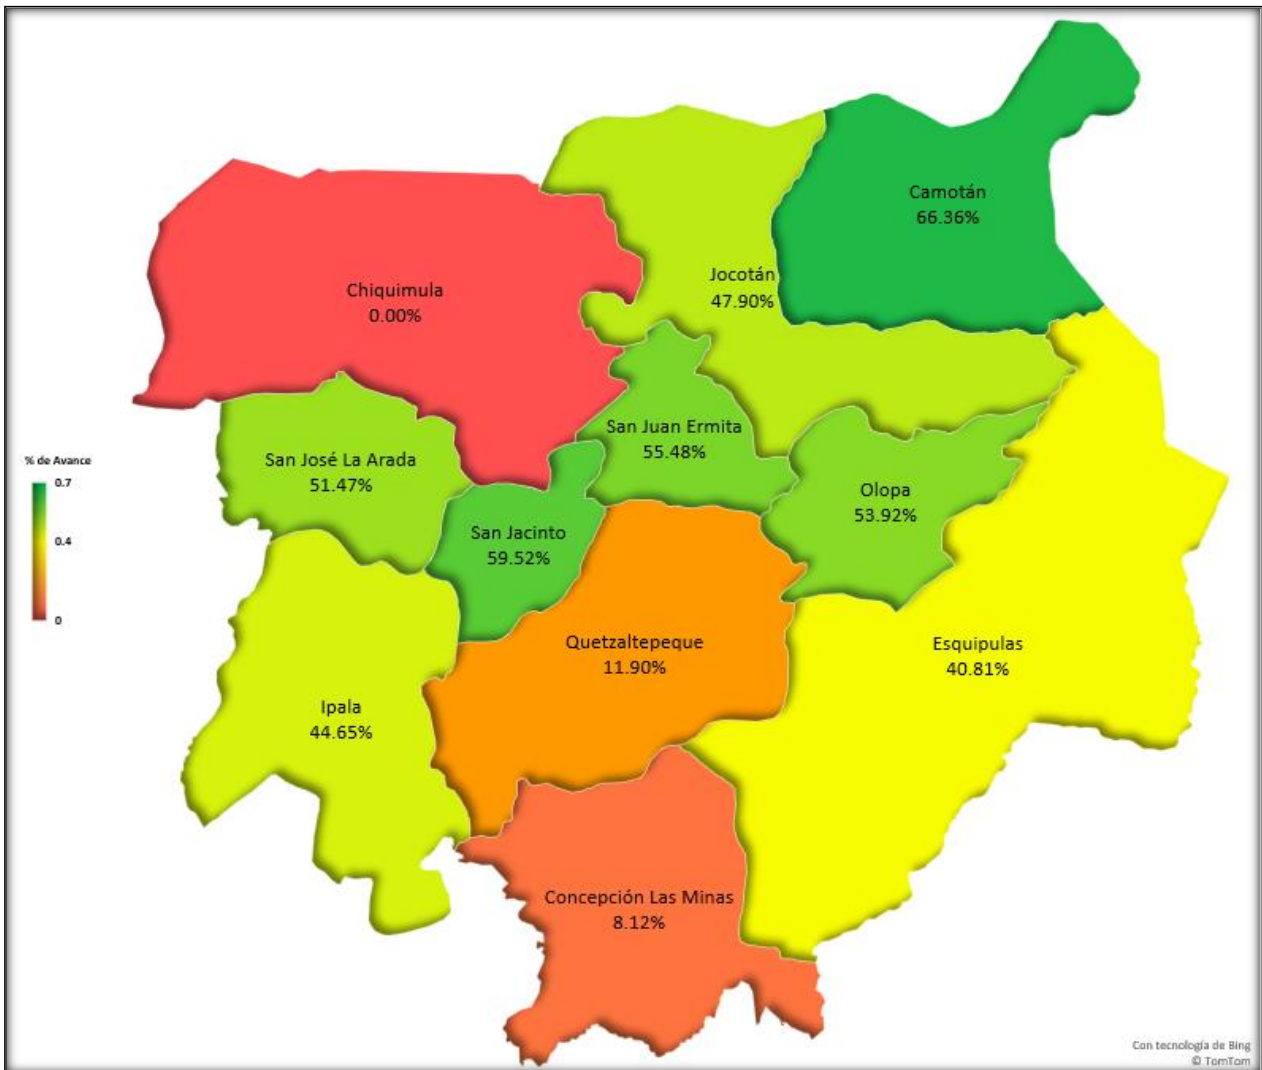 Camotán
66.36%
Jocotán
47.90%
Chiquimula
0.00%
San Juan Ermita
55.48%
San José La Arada
51.47%
% de Avance
0.7
0.4
0
Olopa
53.92%
San Jacinto
59.52%
Quetzaltepeque
11.90%
Esquipulas
40.81%
Ipala
44.65%
Concepción Las Minas
8.12%
Con tecnología de Bing
© TomTom